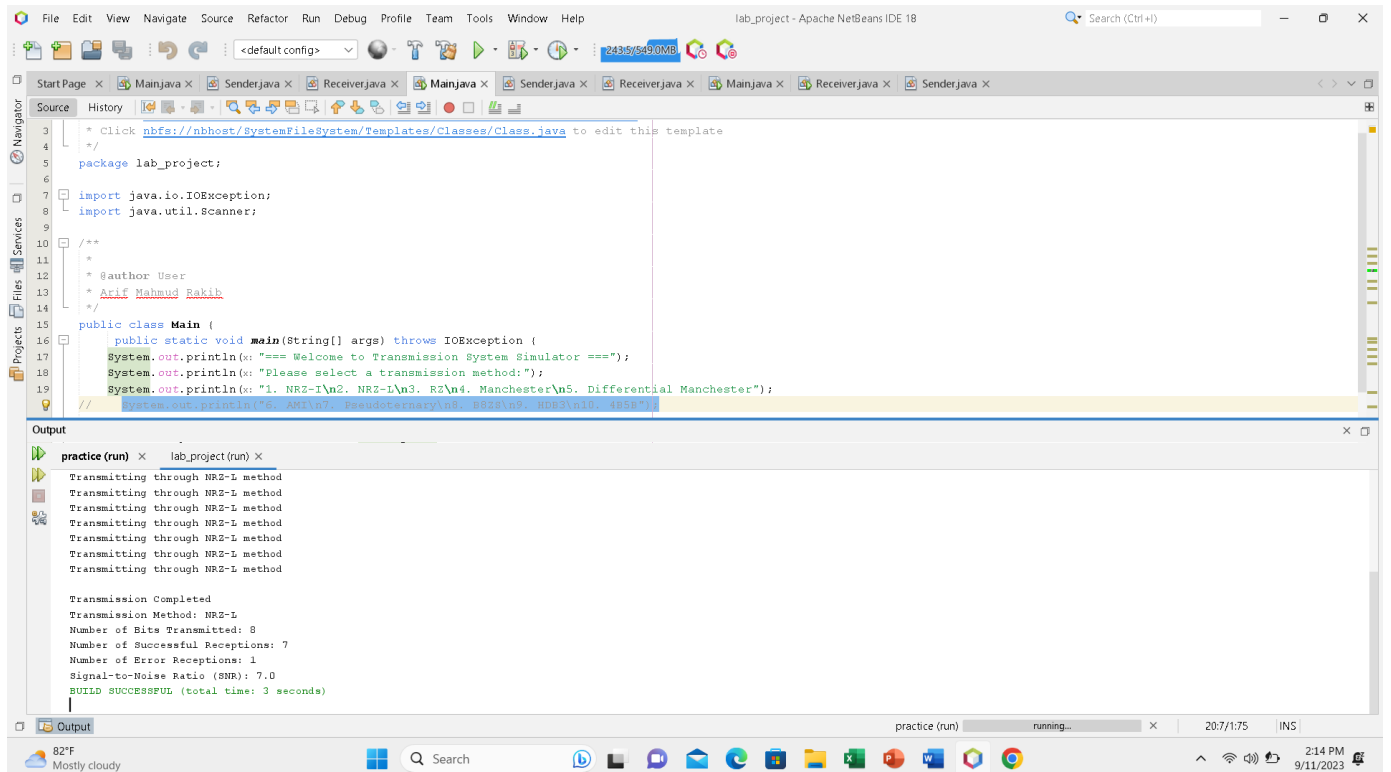 File Edit View Navigate Source Refactor Run Debug Profile Team Tools Window Help lab_project - Apache NetBeans IDE 18 Search (Ctrl+I)
<default config> 243.5/549.0MB
Start Page Main.java Sender.java Receiver.java Main.java Sender.java Receiver.java Main.java Receiver.java Sender.java
Source History
3 * Click nbfs://nbhost/SystemFileSystem/Templates/Classes/Class.java to edit this template
4 */
5 package lab_project;
6
7 import java.io.IOException;
8 import java.util.Scanner;
9
10 /**
11 *
12 * @author User
13 * Arif Mahmud Rakib
14 */
15 public class Main {
16 public static void main(String[] args) throws IOException {
17 System.out.println(x: "=== Welcome to Transmission System Simulator ===");
18 System.out.println(x: "Please select a transmission method:");
19 System.out.println(x: "1. NRZ-I\n2. NRZ-L\n3. RZ\n4. Manchester\n5. Differential Manchester");
// System.out.println("6. AMI\n7. Pseudoternary\n8. B8ZS\n9. HDB3\n10. 4B5B");
Navigator
Services
Files
Projects
Output
practice (run) lab_project (run)
Transmitting through NRZ-L method
Transmitting through NRZ-L method
Transmitting through NRZ-L method
Transmitting through NRZ-L method
Transmitting through NRZ-L method
Transmitting through NRZ-L method
Transmitting through NRZ-L method
Transmission Completed
Transmission Method: NRZ-L
Number of Bits Transmitted: 8
Number of Successful Receptions: 7
Number of Error Receptions: 1
Signal-to-Noise Ratio (SNR): 7.0
BUILD SUCCESSFUL (total time: 3 seconds)
Output practice (run) running... 20:7/1:75 INS
82°F
Mostly cloudy
Search
2:14 PM
9/11/2023